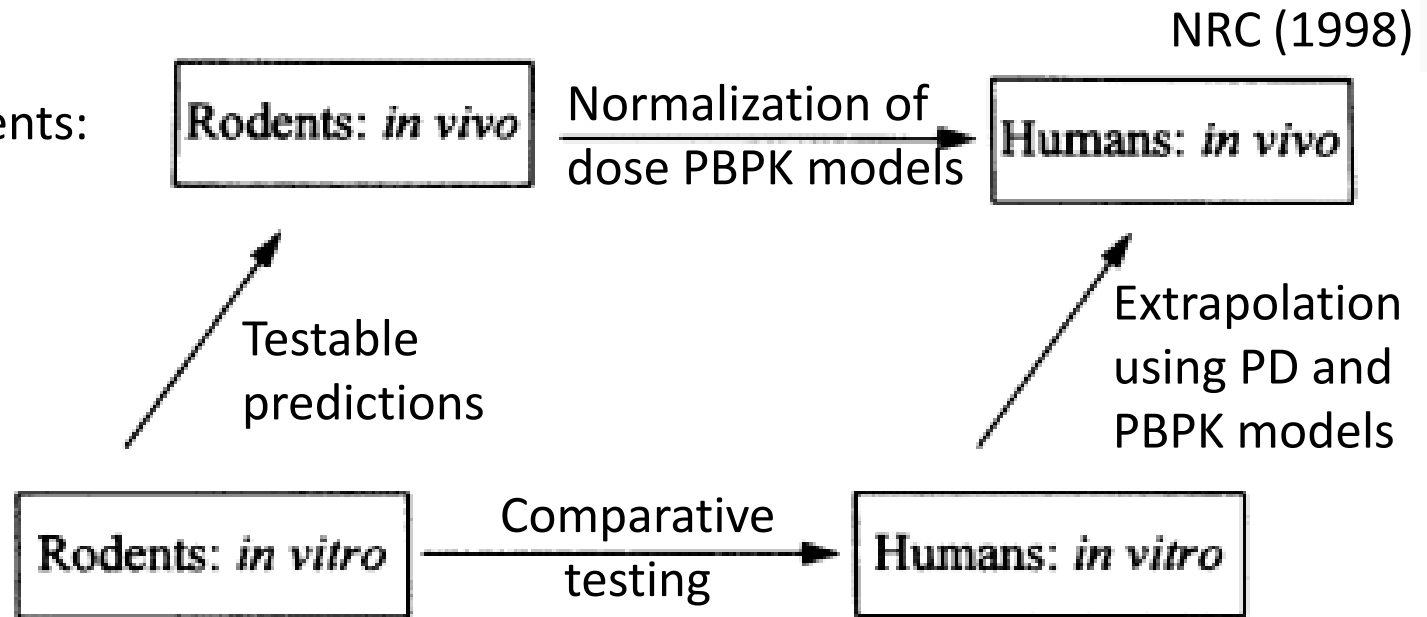 NRC (1998)
ents:
Rodents: in vivo
Normalization of
dose PBPK models
Humans: in vivo
Testable
predictions
Extrapolation
using PD and
PBPK models
Rodents: in vitro
Comparative
testing
Humans: in vitro